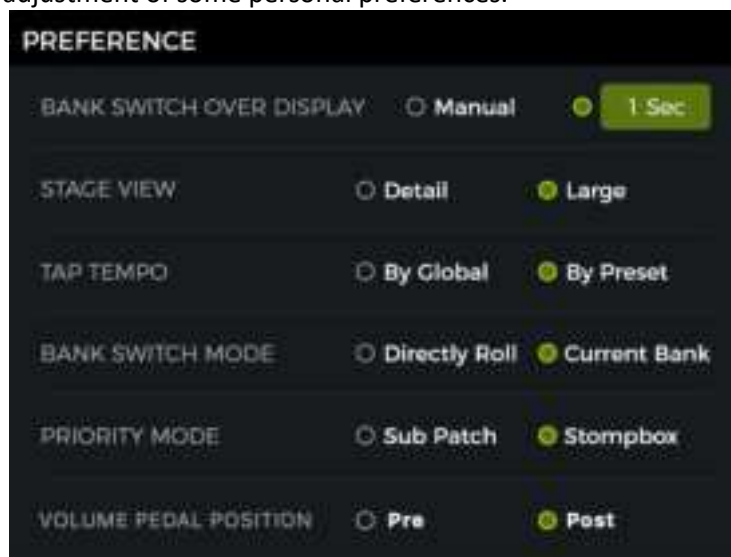 adjustment of some personal preferences.
PREFERENCE
BANK SWITCH OVER DISPLAY Manual 1 Sec
STAGE VIEW Detail Large
TAP TEMPO By Global By Preset
BANK SWITCH MODE Directly Roll Current Bank
PRIORITY MODE Sub Patch Stompbox
VOLUME PEDAL POSITION Pre Post